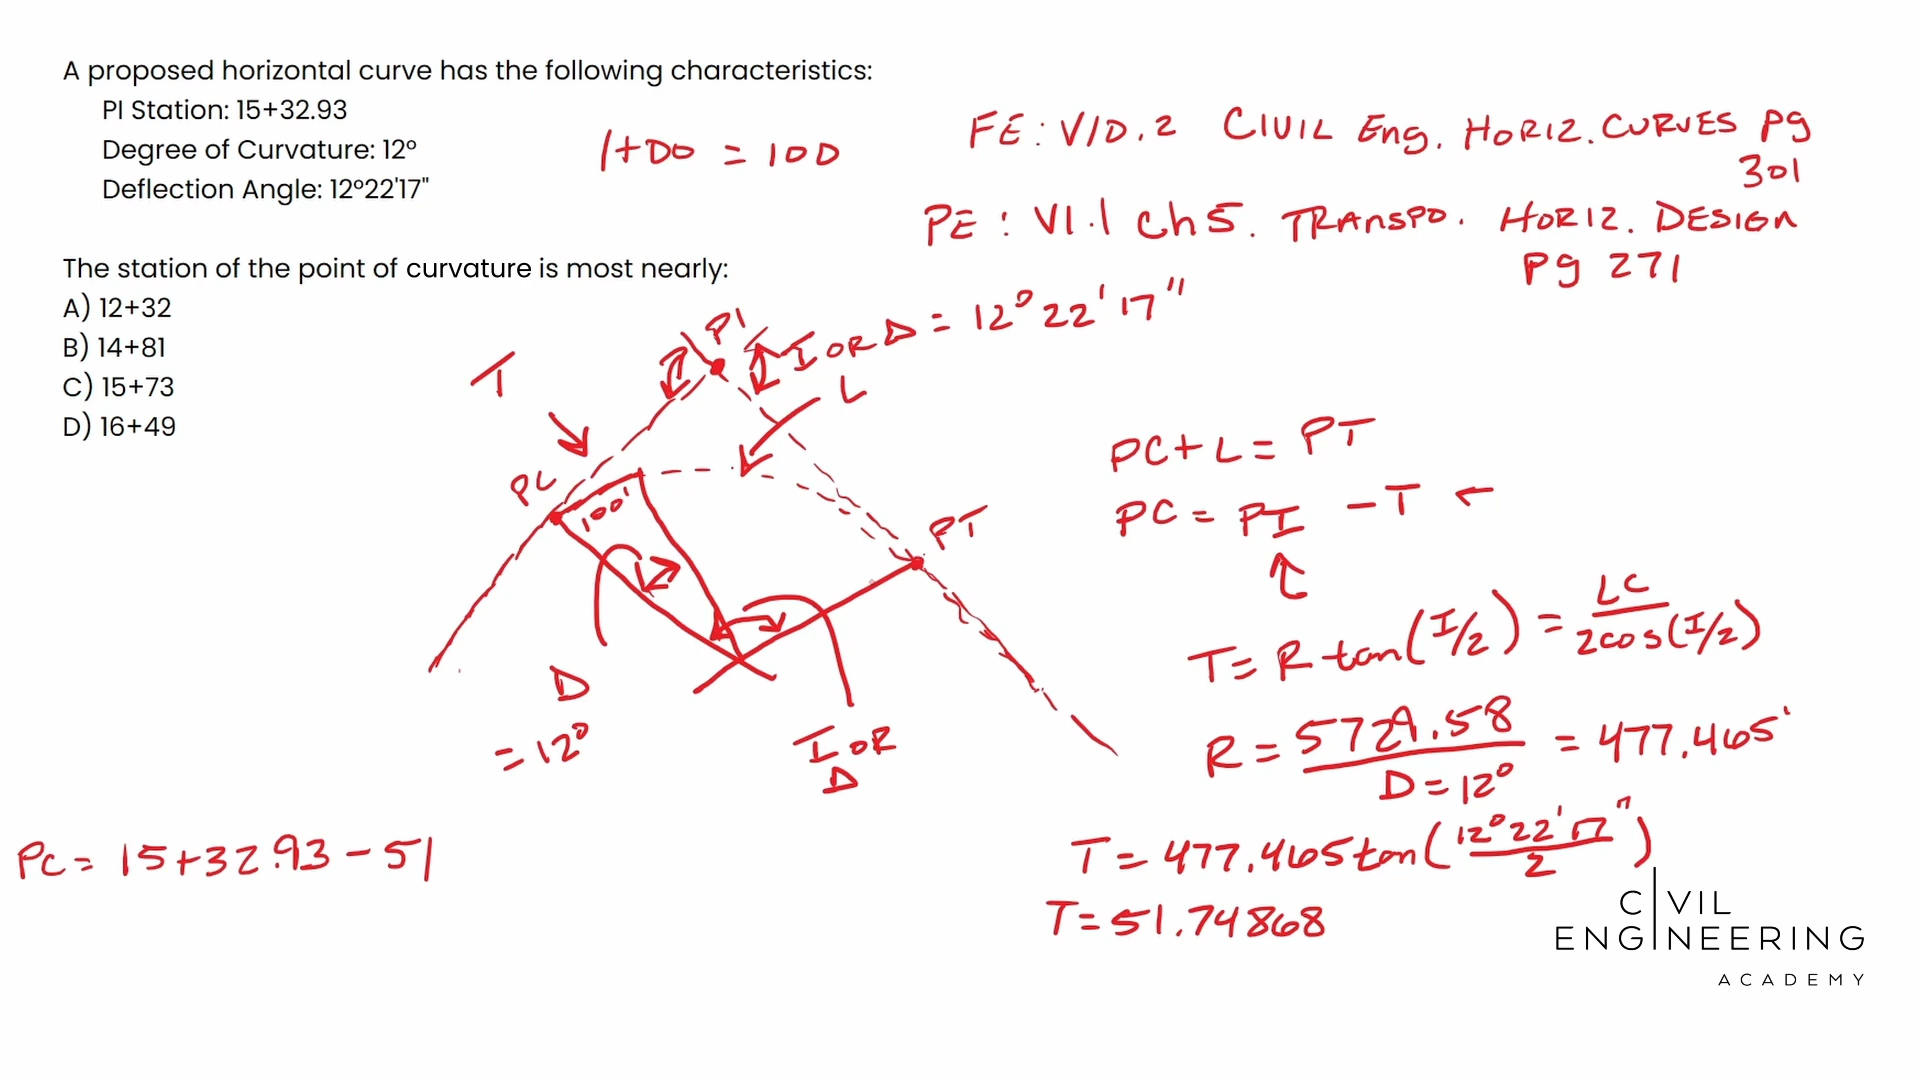 A proposed horizontal curve has the following characteristics:
PI Station: 15+32.93
Degree of Curvature: 12º
Deflection Angle: 12º22'17"
The station of the point of curvature is most nearly:
A) 12+32
B) 14+81
C) 15+73
D) 16+49
1+00 = 100
FE: V10.2 CIVIL Eng. HORIZ. CURVES pg
301
PE: V1.1 Ch5. TRANSPO. HORIZ. DESIGN
pg 271
PI
I OR Δ = 12° 22' 17"
T
L
PC
100'
PT
D
= 12°
I OR
Δ
PC + L = PT
PC = PI - T ←
T = R tan(I/2) = LC / 2cos(I/2)
R = 5729.58 / D = 12° = 477.465'
T = 477.465 tan(12° 22' 17" / 2)
T = 51.74868
PC = 15+32.93 - 51
CIVIL
ENGINEERING
ACADEMY